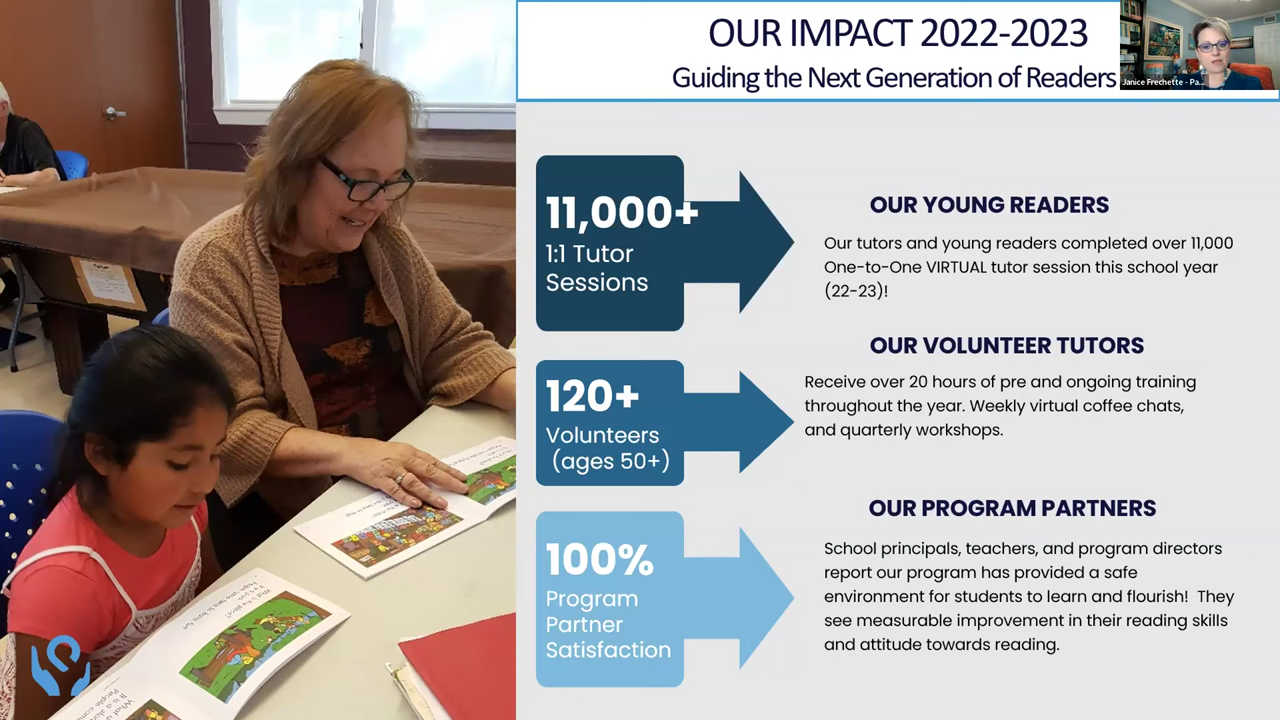 OUR IMPACT 2022-2023
Guiding the Next Generation of Readers
Janice Frechette - Pa...
11,000+
1:1 Tutor
Sessions
OUR YOUNG READERS
Our tutors and young readers completed over 11,000
One-to-One VIRTUAL tutor session this school year
(22-23)!
120+
Volunteers
(ages 50+)
OUR VOLUNTEER TUTORS
Receive over 20 hours of pre and ongoing training
throughout the year. Weekly virtual coffee chats,
and quarterly workshops.
100%
Program
Partner
Satisfaction
OUR PROGRAM PARTNERS
School principals, teachers, and program directors
report our program has provided a safe
environment for students to learn and flourish!  They
see measurable improvement in their reading skills
and attitude towards reading.